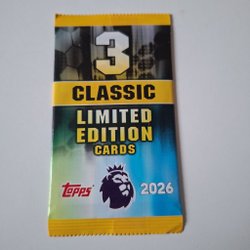 3
CLASSIC
LIMITED
EDITION
CARDS
Topps 2026